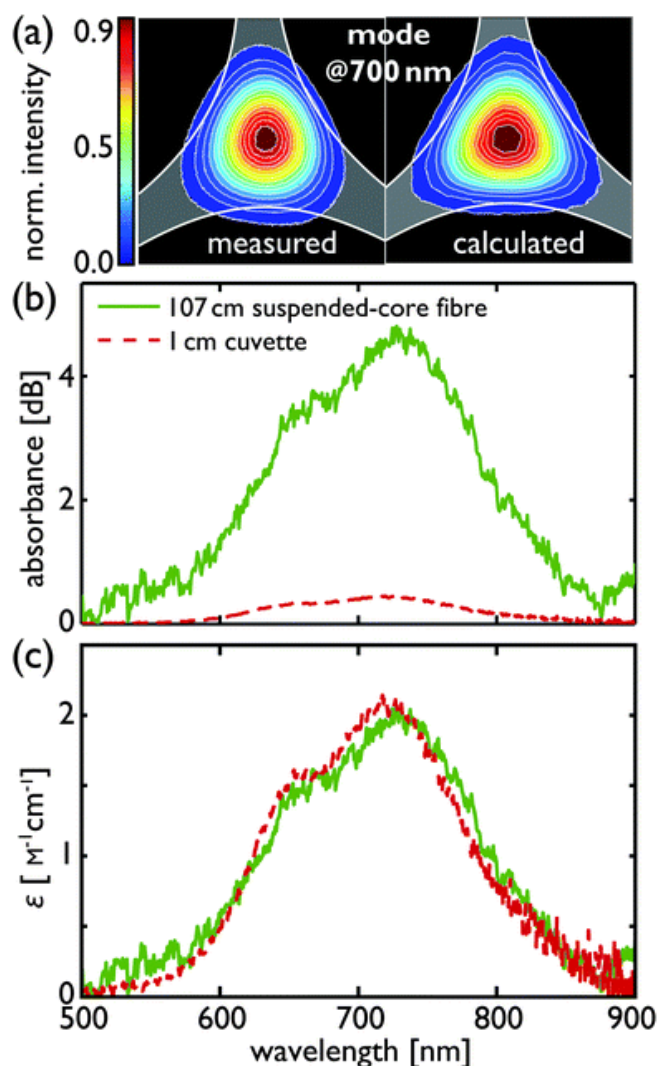 (a)
0.9
0.5
0.0
norm. intensity
mode
@700 nm
measured
calculated
(b)
107 cm suspended-core fibre
1 cm cuvette
absorbance [dB]
4
2
0
(c)
ε [ M⁻¹cm⁻¹]
2
1
0
500
600
700
800
900
wavelength [nm]